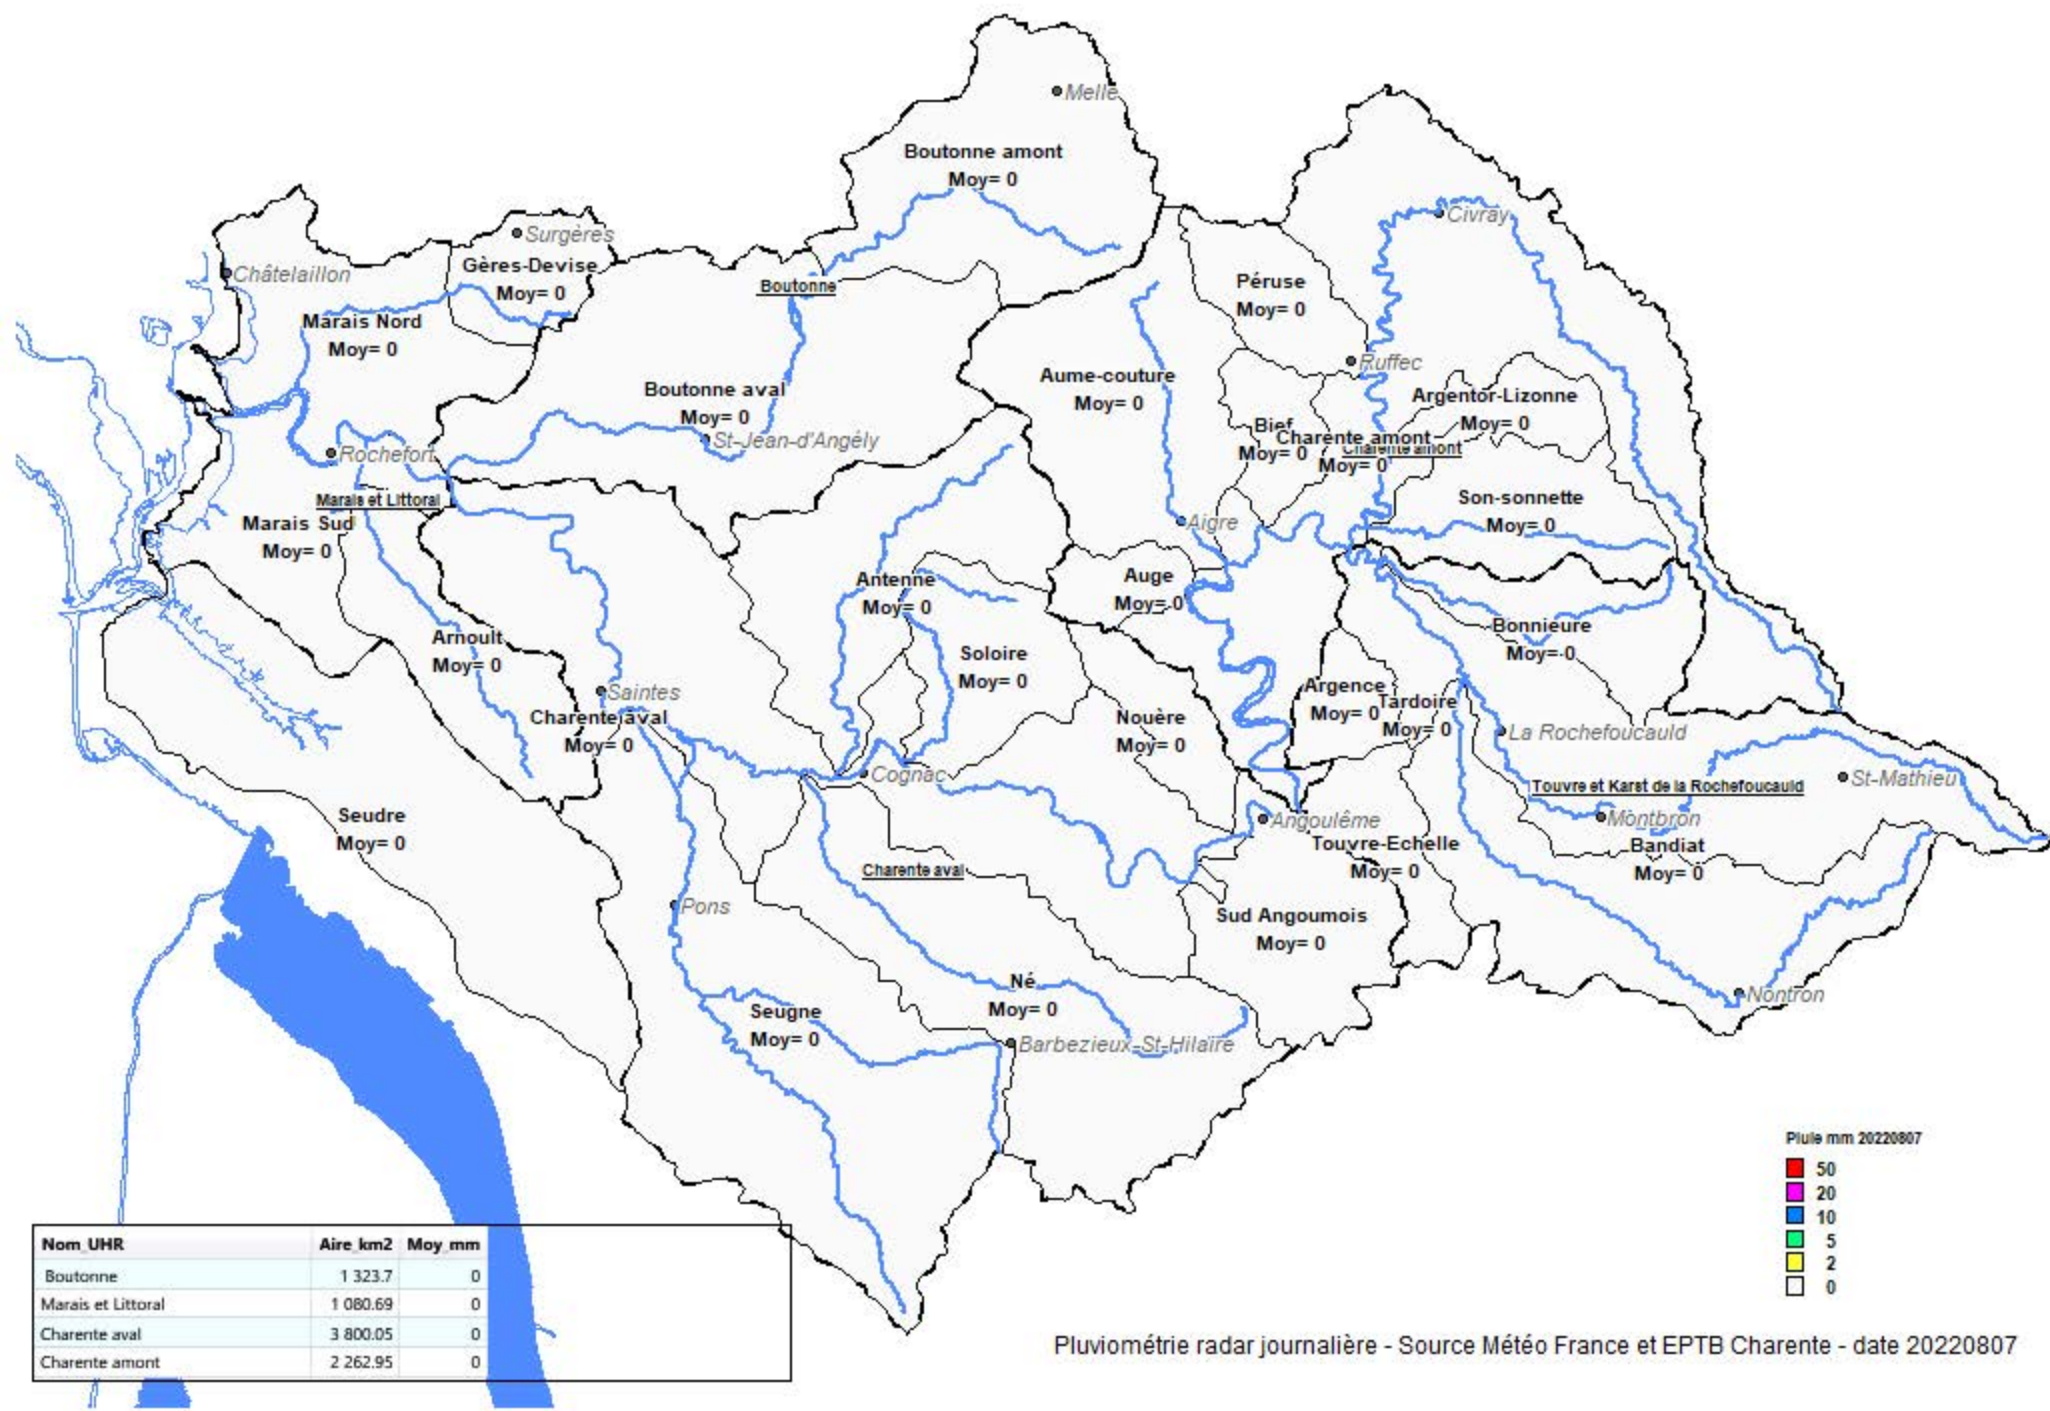 Melle
Boutonne amont
Moy= 0
Civray
Surgères
Châtelaillon
Gères-Devise
Moy= 0
Boutonne
Péruse
Moy= 0
Marais Nord
Moy= 0
Ruffec
Aume-couture
Moy= 0
Boutonne aval
Moy= 0
Argentor-Lizonne
Moy= 0
St-Jean-d'Angély
Bief
Moy= 0
Charente amont
Moy= 0
Charente amont
Rochefort
Marais et Littoral
Son-sonnette
Moy= 0
Marais Sud
Moy= 0
Aigre
Antenne
Moy= 0
Auge
Moy= 0
Bonnieure
Moy= 0
Arnoult
Moy= 0
Soloire
Moy= 0
Saintes
Argence
Moy= 0
Tardoire
Moy= 0
Charente aval
Moy= 0
Nouère
Moy= 0
La Rochefoucauld
Cognac
Touvre et Karst de la Rochefoucauld
St-Mathieu
Seudre
Moy= 0
Angoulême
Montbron
Touvre-Echelle
Moy= 0
Bandiat
Moy= 0
Charente aval
Pons
Sud Angoumois
Moy= 0
Né
Moy= 0
Nontron
Seugne
Moy= 0
Barbezieux-St-Hilaire
Pluie mm 20220807
50
20
10
5
2
0
Nom_UHR Aire_km2 Moy_mm
Boutonne 1 323.7 0
Marais et Littoral 1 080.69 0
Charente aval 3 800.05 0
Charente amont 2 262.95 0
Pluviométrie radar journalière - Source Météo France et EPTB Charente - date 20220807